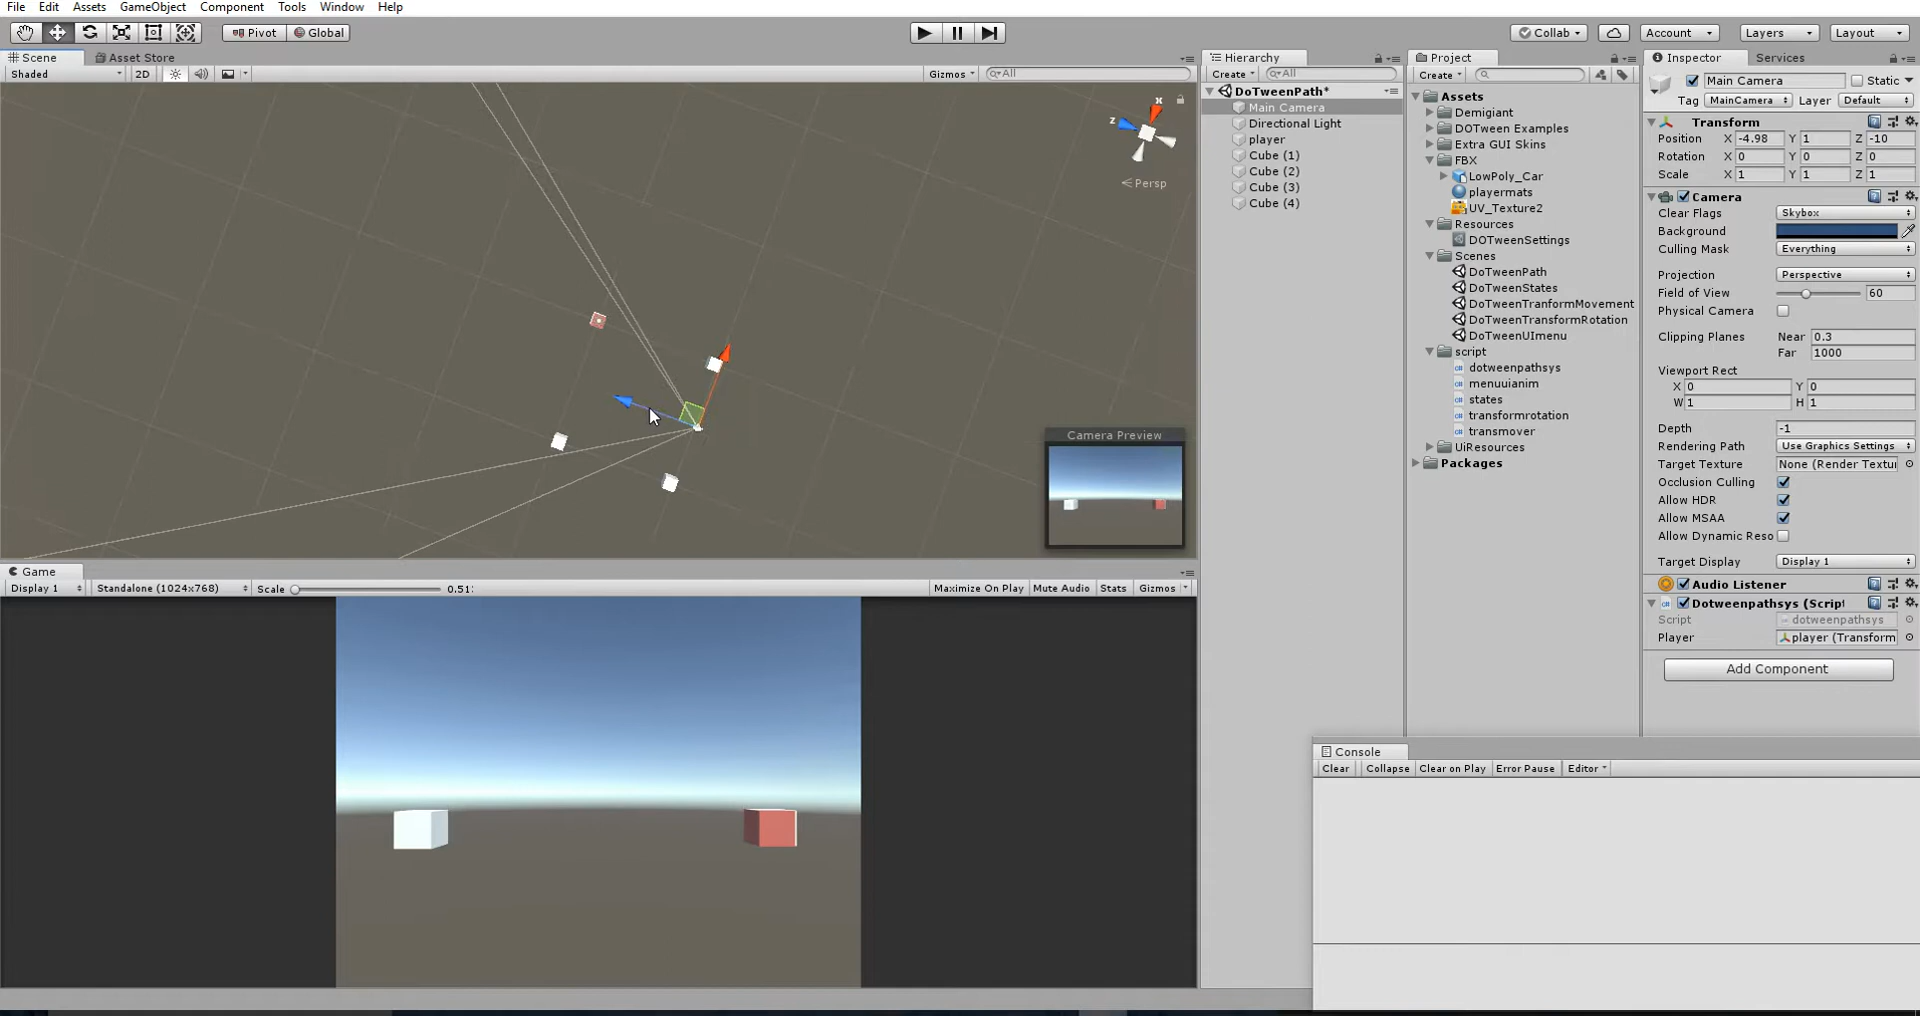 File Edit Assets GameObject Component Tools Window Help
Pivot Global
Collab Account Layers Layout
Scene Asset Store
Shaded 2D Gizmos All
x
z
Persp
Camera Preview
Game
Display 1 Standalone (1024x768) Scale 0.51: Maximize On Play Mute Audio Stats Gizmos
Hierarchy
Create All
DoTweenPath*
Main Camera
Directional Light
player
Cube (1)
Cube (2)
Cube (3)
Cube (4)
Project
Create
Assets
Demigiant
DOTween Examples
Extra GUI Skins
FBX
LowPoly_Car
playermats
UV_Texture2
Resources
DOTweenSettings
Scenes
DoTweenPath
DoTweenStates
DoTweenTranformMovement
DoTweenTransformRotation
DoTweenUImenu
script
dotweenpathsys
menuuianim
states
transformrotation
transmover
UiResources
Packages
Inspector Services
Main Camera Static
Tag MainCamera Layer Default
Transform
Position X -4.98 Y 1 Z -10
Rotation X 0 Y 0 Z 0
Scale X 1 Y 1 Z 1
Camera
Clear Flags Skybox
Background
Culling Mask Everything
Projection Perspective
Field of View 60
Physical Camera
Clipping Planes Near 0.3
Far 1000
Viewport Rect
X 0 Y 0
W 1 H 1
Depth -1
Rendering Path Use Graphics Settings
Target Texture None (Render Textur
Occlusion Culling
Allow HDR
Allow MSAA
Allow Dynamic Reso
Target Display Display 1
Audio Listener
Dotweenpathsys (Script
Script dotweenpathsys
Player player (Transform
Add Component
Console
Clear Collapse Clear on Play Error Pause Editor